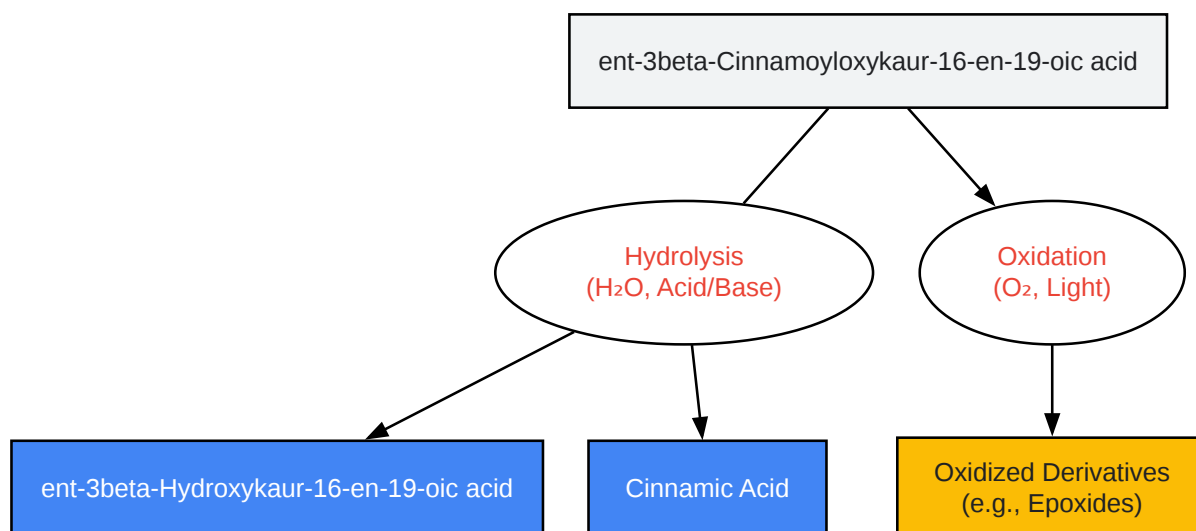 ent-3beta-Cinnamoyloxykaur-16-en-19-oic acid
Hydrolysis
(H₂O, Acid/Base)
Oxidation
(O₂, Light)
ent-3beta-Hydroxykaur-16-en-19-oic acid
Cinnamic Acid
Oxidized Derivatives
(e.g., Epoxides)